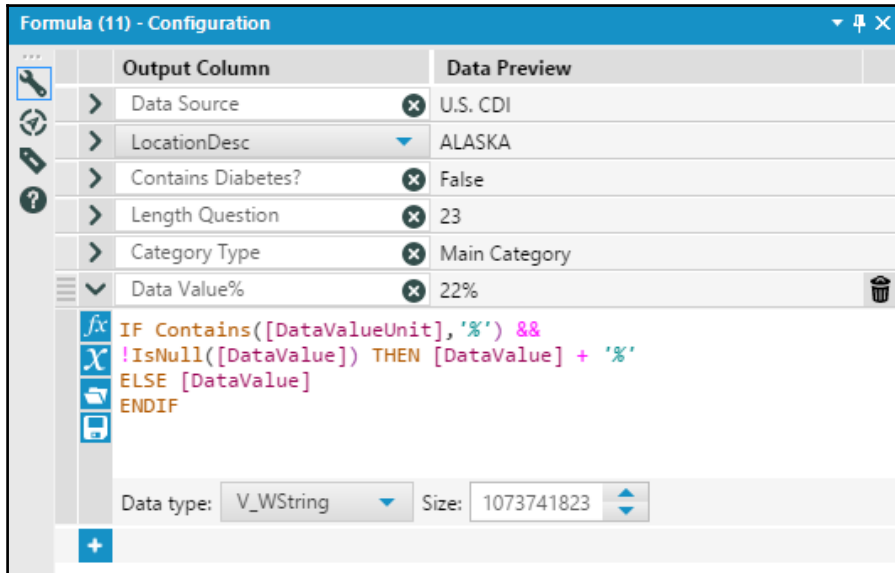 Formula (11) - Configuration
Output Column Data Preview
Data Source U.S. CDI
LocationDesc ALASKA
Contains Diabetes? False
Length Question 23
Category Type Main Category
Data Value% 22%
fx IF Contains([DataValueUnit],'%') &&
X !IsNull([DataValue]) THEN [DataValue] + '%'
ELSE [DataValue]
ENDIF
Data type: V_WString Size: 1073741823